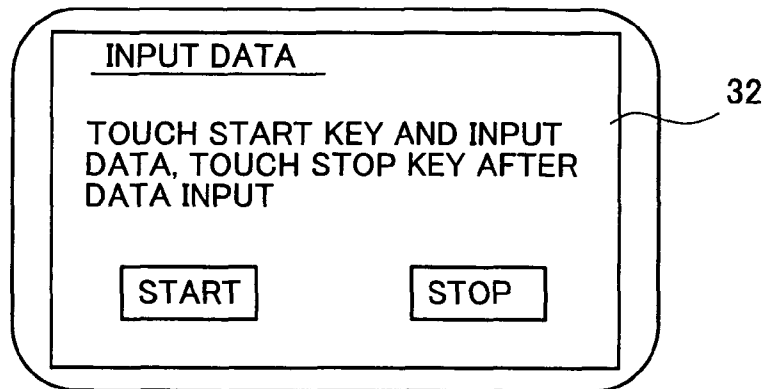 INPUT DATA
32
TOUCH START KEY AND INPUT
DATA, TOUCH STOP KEY AFTER
DATA INPUT
START STOP